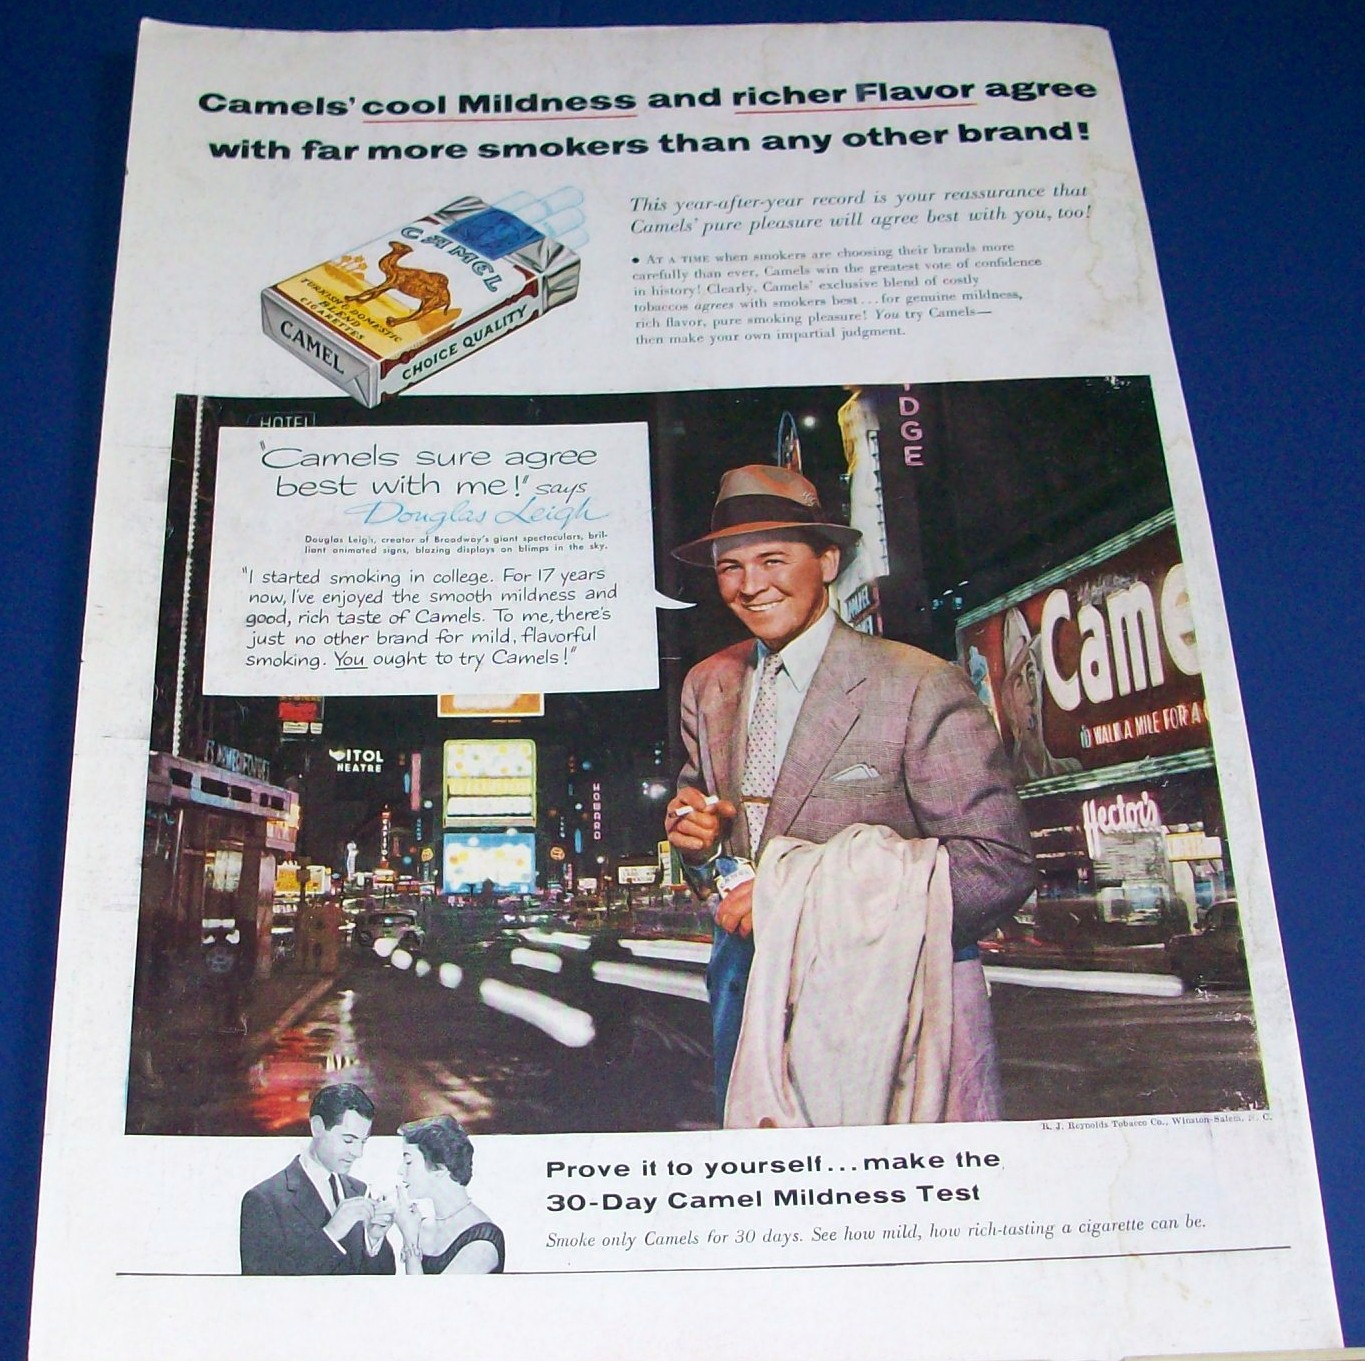 Camels' cool Mildness and richer Flavor agree
with far more smokers than any other brand!
CAMEL
TURKISH & DOMESTIC
BLEND
CIGARETTES
CAMEL
CHOICE QUALITY
This year-after-year record is your reassurance that
Camels' pure pleasure will agree best with you, too!
• AT A TIME when smokers are choosing their brands more
carefully than ever, Camels win the greatest vote of confidence
in history! Clearly, Camels' exclusive blend of costly
tobaccos agrees with smokers best...for genuine mildness,
rich flavor, pure smoking pleasure! You try Camels—
then make your own impartial judgment.
HOTEL
DGE
"Camels sure agree
best with me!" says
Douglas Leigh
Douglas Leigh, creator of Broadway's giant spectaculars, bril-
liant animated signs, blazing displays on blimps in the sky.
"I started smoking in college. For 17 years
now, I've enjoyed the smooth mildness and
good, rich taste of Camels. To me, there's
just no other brand for mild, flavorful
smoking. You ought to try Camels!"
Came
I'D WALK A MILE FOR A
ITOL
HEATRE
CAPITOL
HOWARD
Hector's
R. J. Reynolds Tobacco Co., Winston-Salem, N. C.
Prove it to yourself...make the
30-Day Camel Mildness Test
Smoke only Camels for 30 days. See how mild, how rich-tasting a cigarette can be.